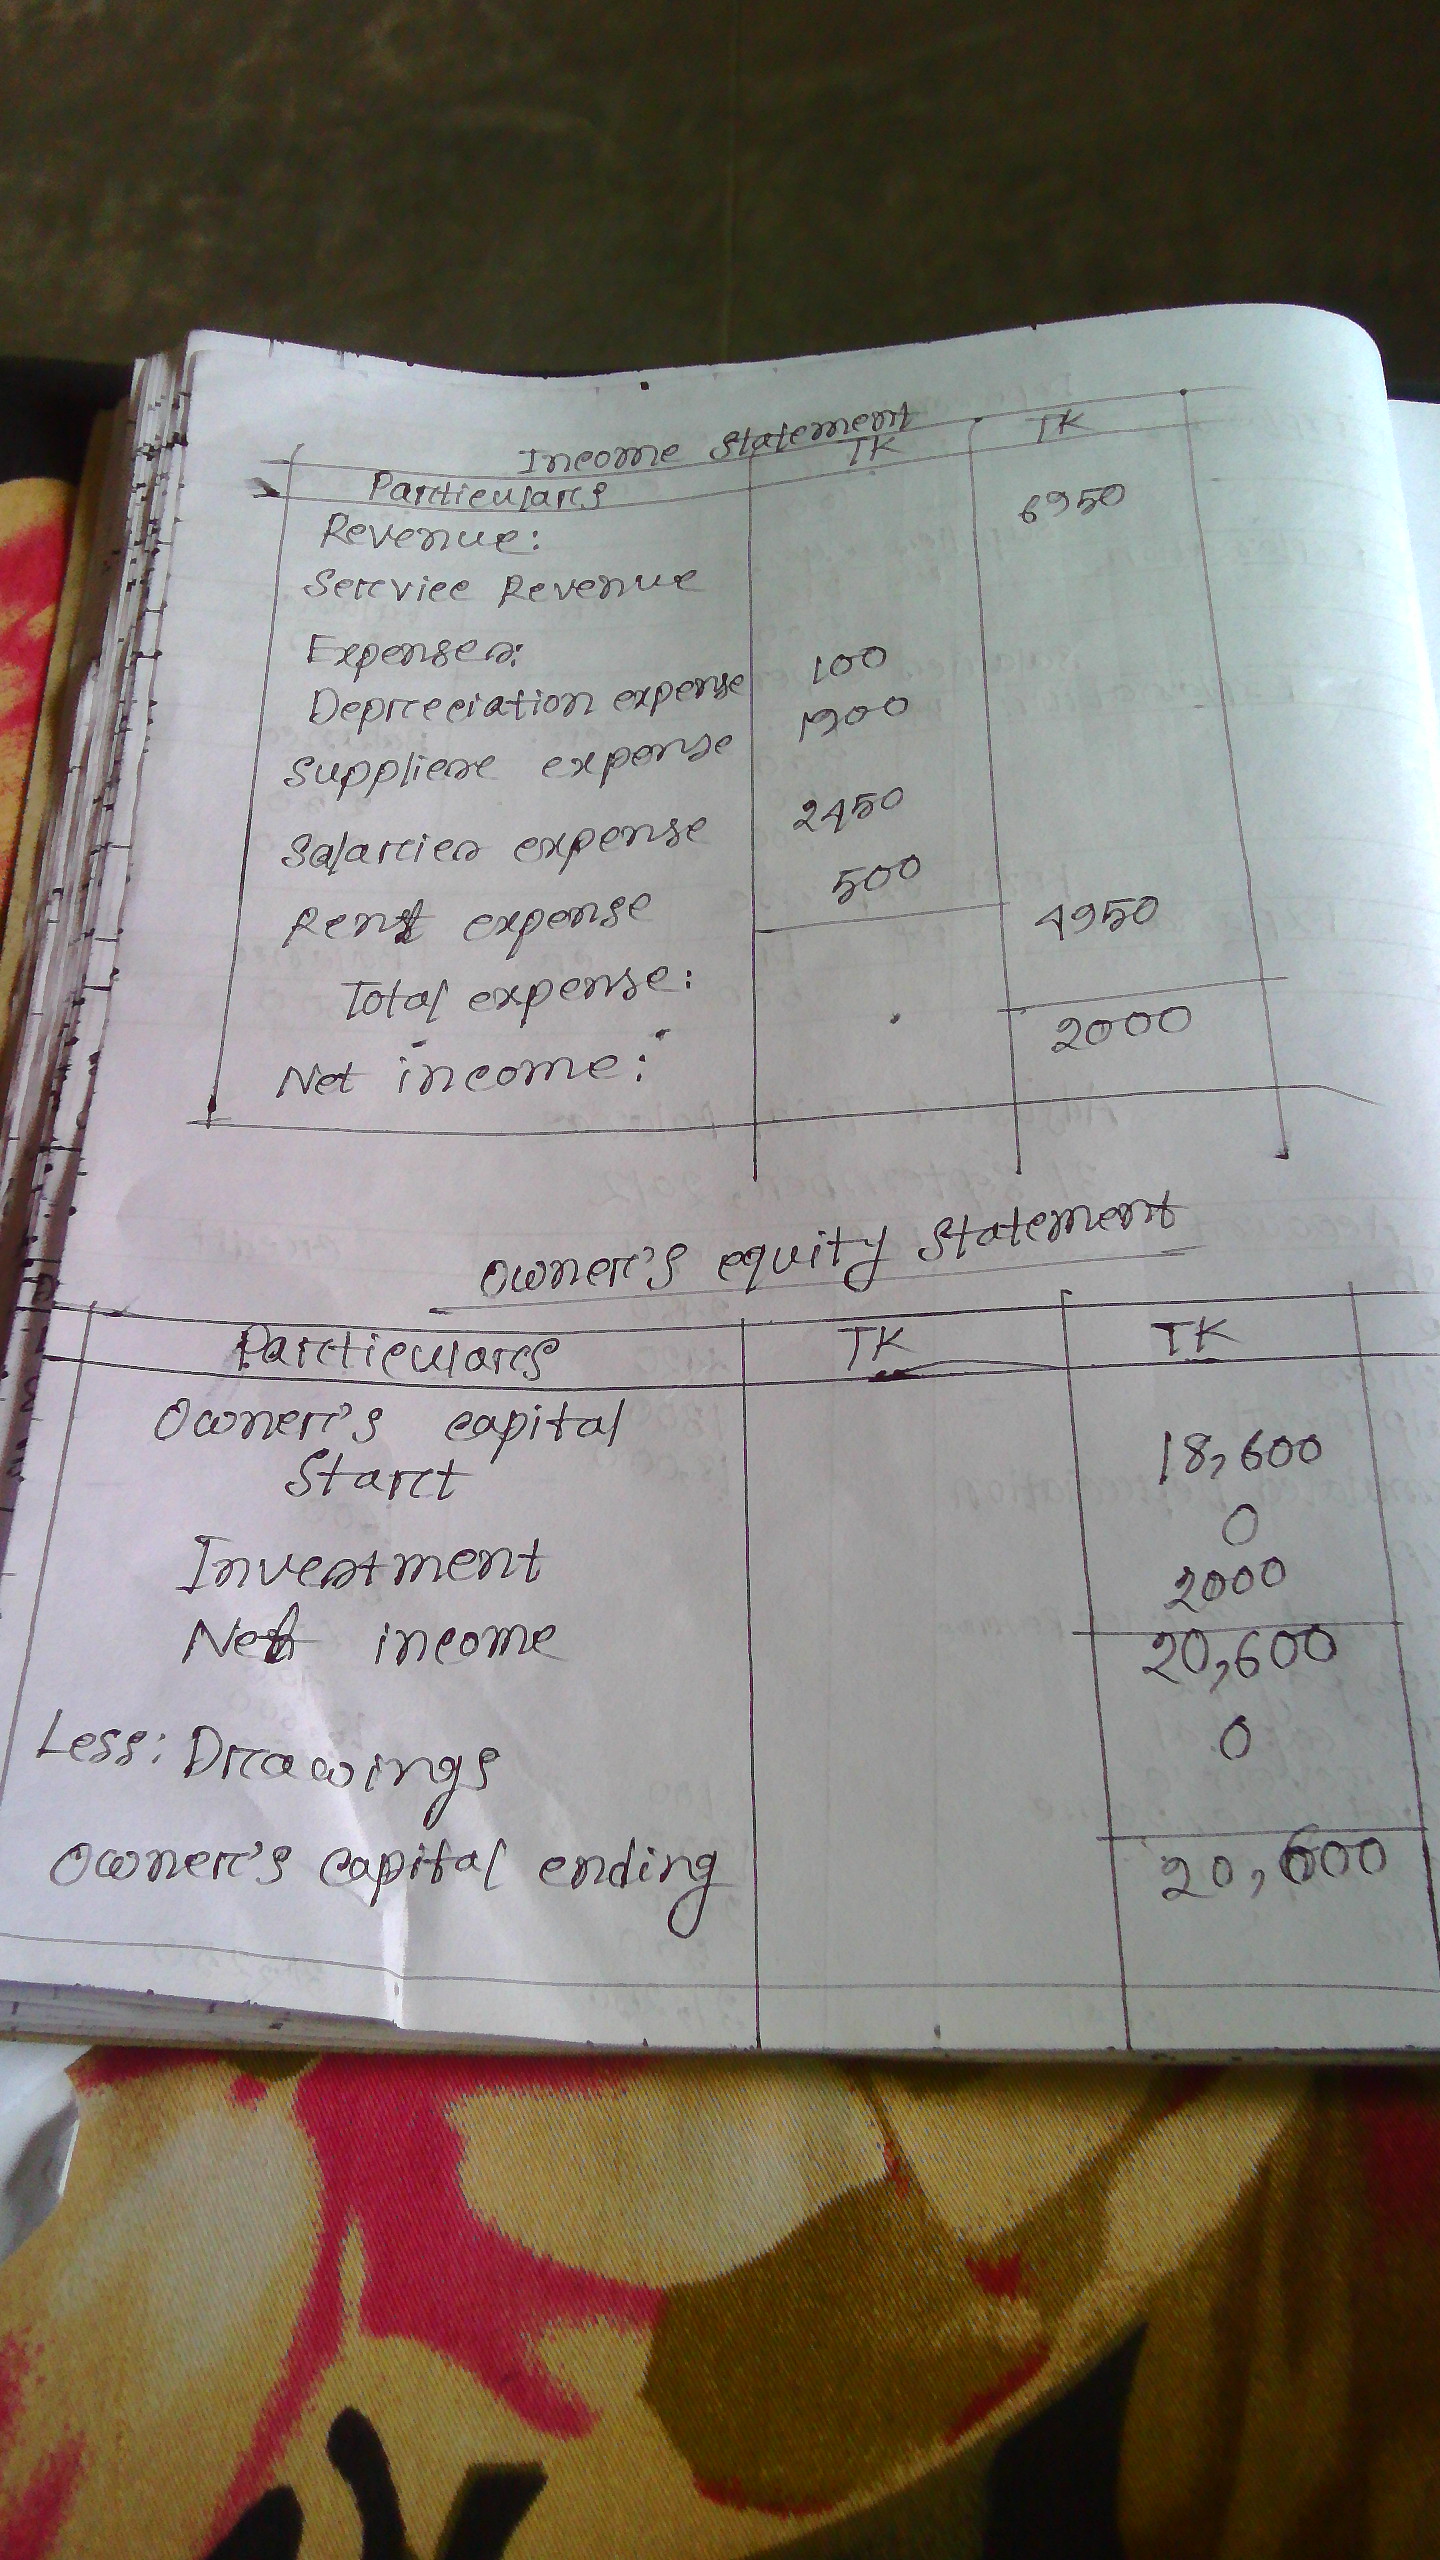 Income Statement
Particulars TK TK
Revenue: 6950
Service Revenue
Expenses:
Depreciation expense 100
Supplies expense 1900
Salaries expense 2450
Rent expense 500
Total expense: 4950
Net income: 2000
Owner's equity Statement
Particulars TK TK
Owner's capital
Start 18,600
Investment 0
Net income 2000
20,600
Less: Drawings 0
Owner's capital ending 20,600